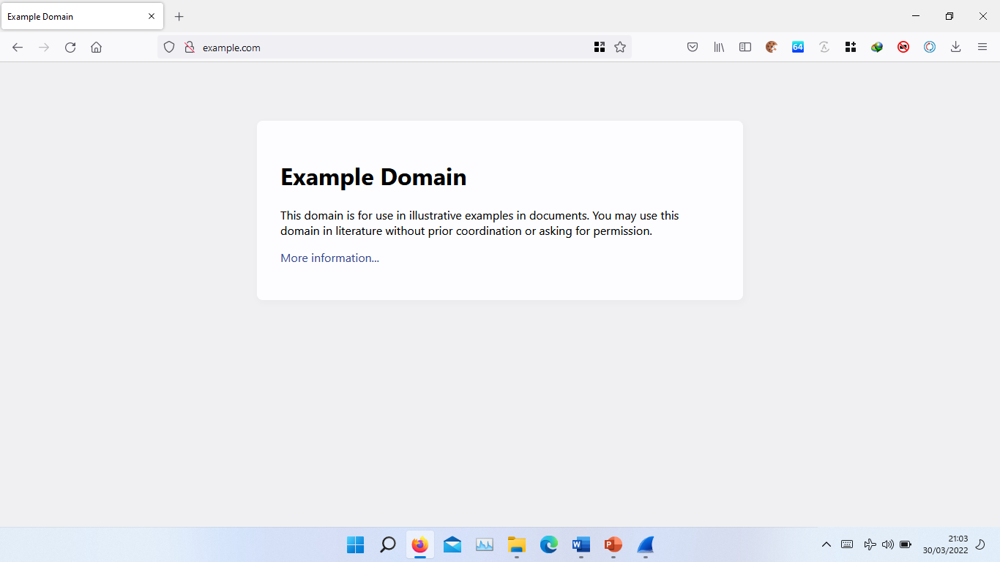 Example Domain
example.com
64
Example Domain
This domain is for use in illustrative examples in documents. You may use this
domain in literature without prior coordination or asking for permission.
More information...
W
P
21:03
30/03/2022